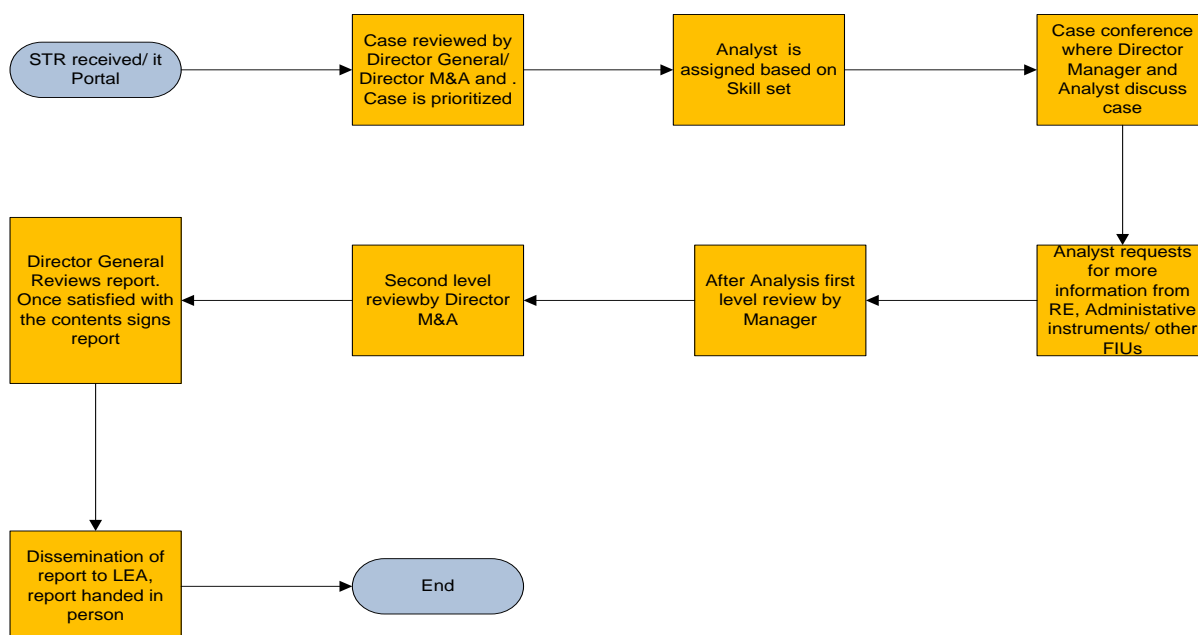 STR received/ it
Portal
Case reviewed by
Director General/
Director M&A and .
Case is prioritized
Analyst  is
assigned based on
Skill set
Case conference
where Director
Manager and
Analyst discuss
case
Director General
Reviews report.
Once satisfied with
the contents signs
report
Second level
reviewby Director
M&A
After Analysis first
level review by
Manager
Analyst requests
for more
information from
RE, Administative
instruments/ other
FIUs
Dissemination of
report to LEA,
report handed in
person
End